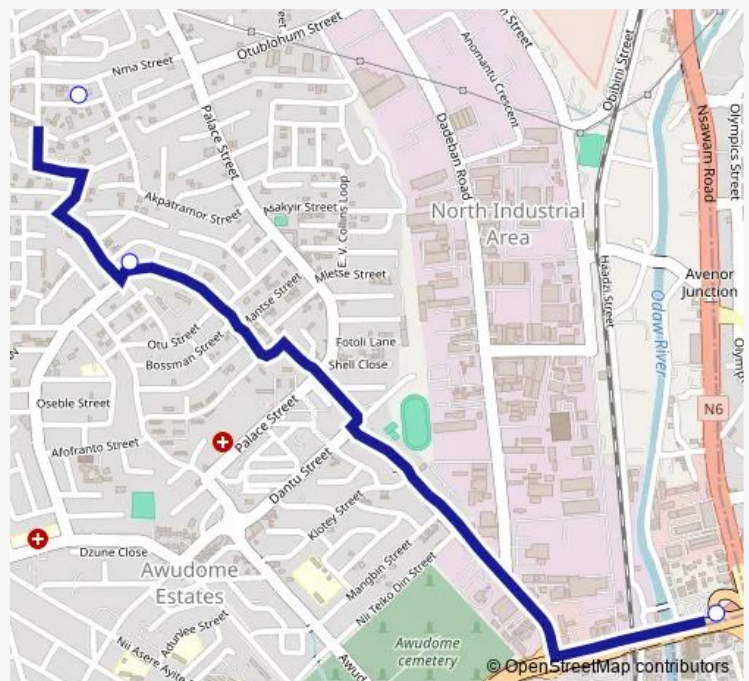 Otublohum Street
Nma Street
Palace Street
Anomantu Crescent
Dadeban Road
Obibini Street
Nsawam Road
Olympics Street
Akpatramor Street
Asakyir Street
E. V. Collins Loop
North Industrial
Area
Mletse Street
Mantse Street
Haadzi Street
Odaw River
Avenor
Junction
Otu Street
Bossman Street
Fotoli Lane
Shell Close
Oseble Street
N6
Palace Street
Afofranto Street
Dantu Street
Klotey Street
Dzune Close
Awudome
Estates
Mangbin Street
Nii Teiko Din Street
Adunlee Street
Awudome
cemetery
© OpenStreetMap contributors